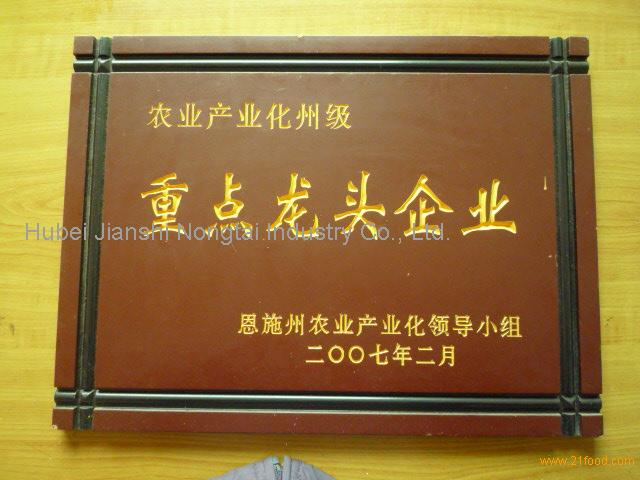 农业产业化州级
重点龙头企业
Hubei Jianshi Nongtai Industry Co., Ltd.
恩施州农业产业化领导小组
二〇〇七年二月
www.21food.com